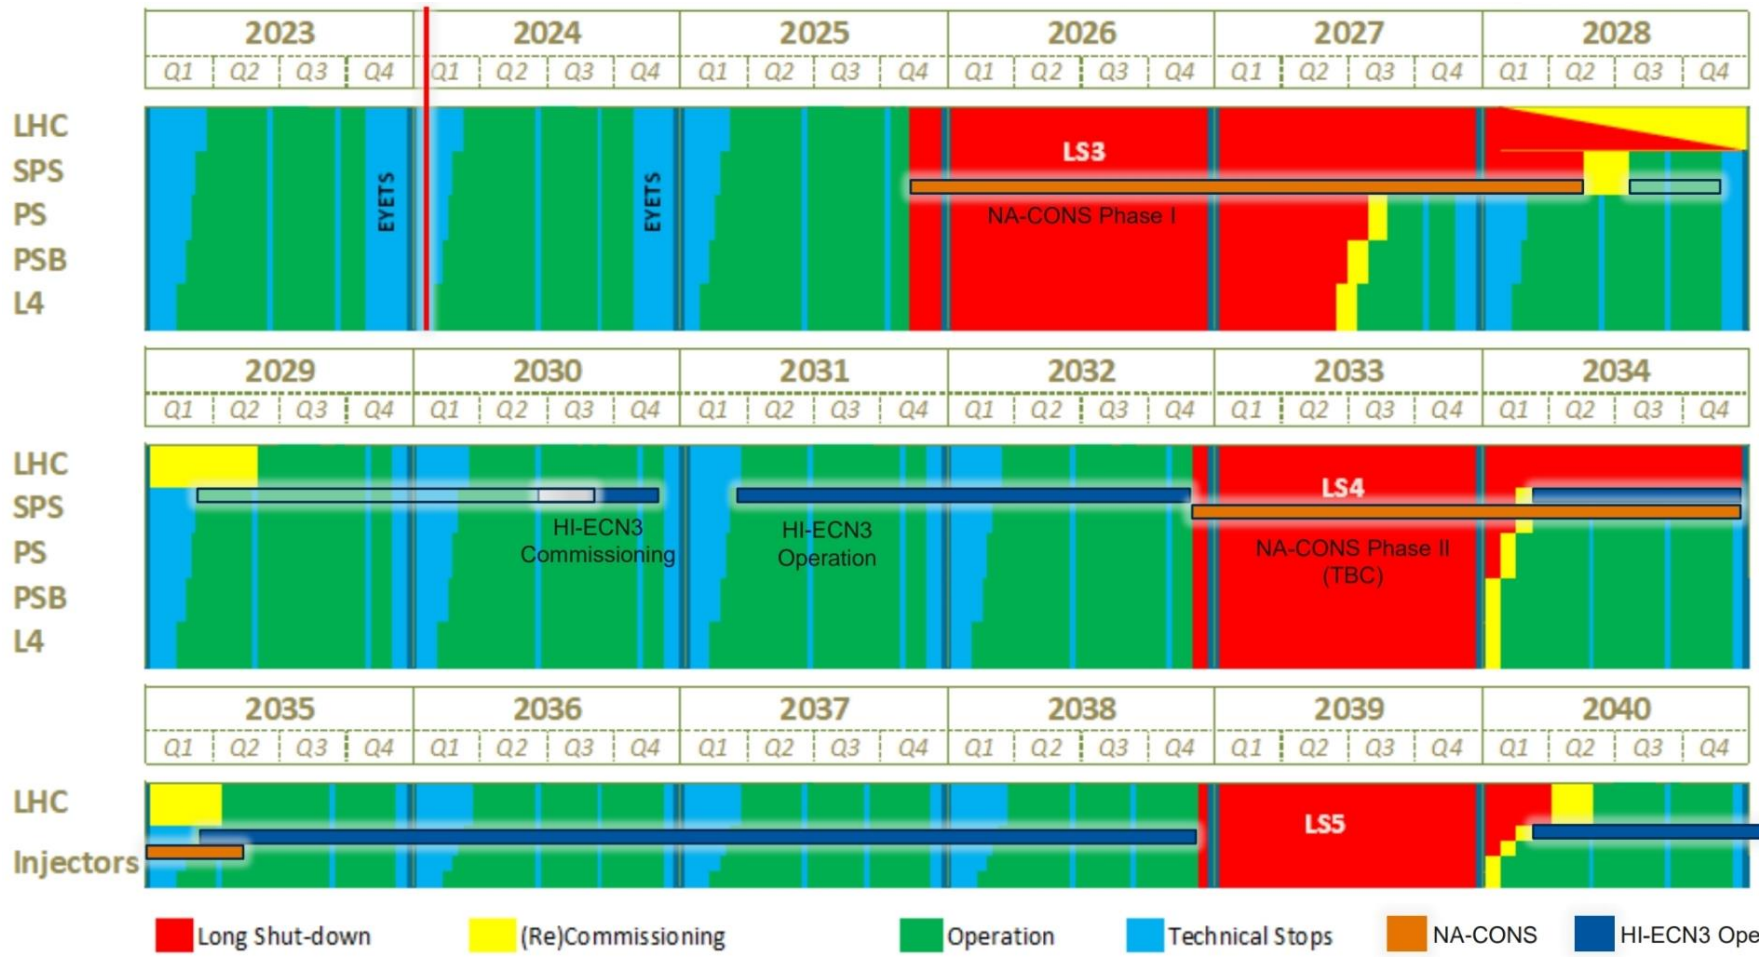 2023 2024 2025 2026 2027 2028
Q1 Q2 Q3 Q4 Q1 Q2 Q3 Q4 Q1 Q2 Q3 Q4 Q1 Q2 Q3 Q4 Q1 Q2 Q3 Q4 Q1 Q2 Q3 Q4
LHC
LS3
SPS
EYETS EYETS
PS
NA-CONS Phase I
PSB
L4
2029 2030 2031 2032 2033 2034
Q1 Q2 Q3 Q4 Q1 Q2 Q3 Q4 Q1 Q2 Q3 Q4 Q1 Q2 Q3 Q4 Q1 Q2 Q3 Q4 Q1 Q2 Q3 Q4
LHC
LS4
SPS
HI-ECN3
Commissioning
HI-ECN3
Operation
PS
NA-CONS Phase II
(TBC)
PSB
L4
2035 2036 2037 2038 2039 2040
Q1 Q2 Q3 Q4 Q1 Q2 Q3 Q4 Q1 Q2 Q3 Q4 Q1 Q2 Q3 Q4 Q1 Q2 Q3 Q4 Q1 Q2 Q3 Q4
LHC
LS5
Injectors
Long Shut-down (Re)Commissioning Operation Technical Stops NA-CONS HI-ECN3 Ope